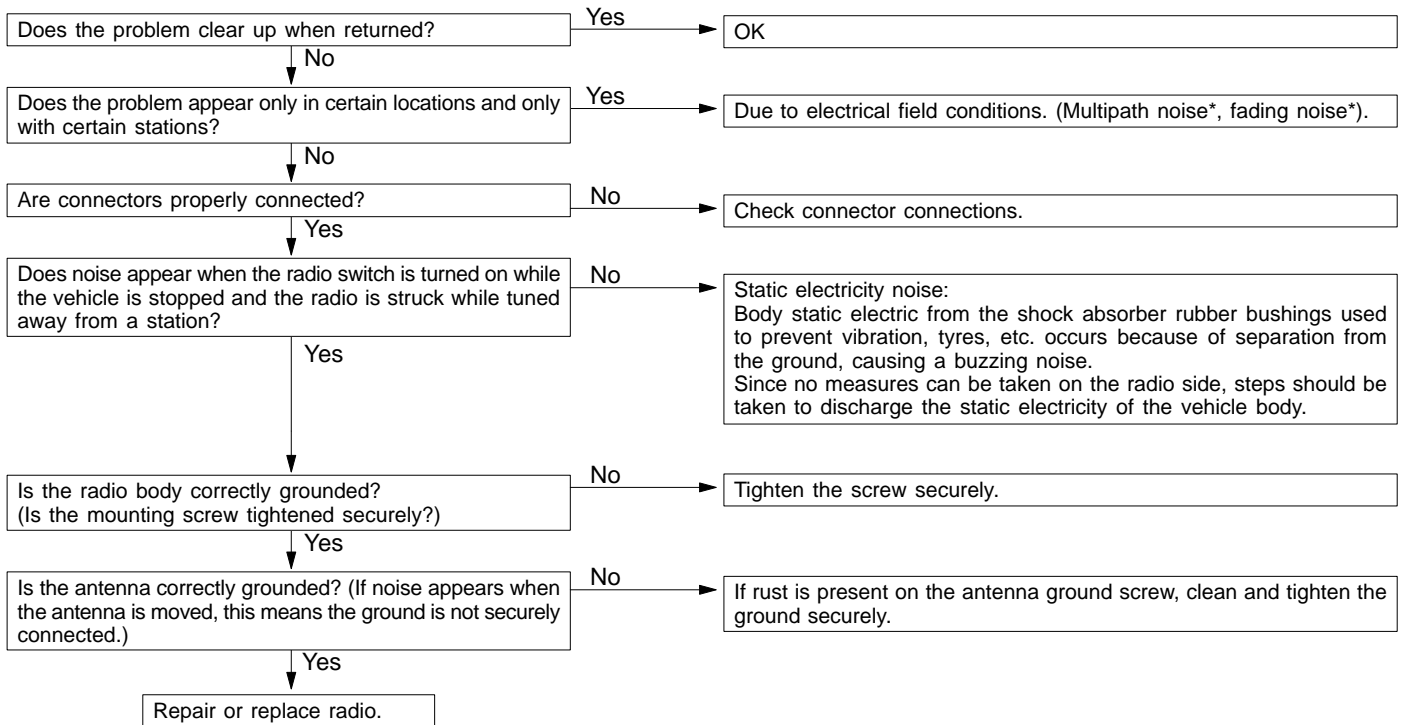 Does the problem clear up when returned?
Yes
OK
No
Does the problem appear only in certain locations and only
with certain stations?
Yes
Due to electrical field conditions. (Multipath noise*, fading noise*).
No
Are connectors properly connected?
No
Check connector connections.
Yes
Does noise appear when the radio switch is turned on while
the vehicle is stopped and the radio is struck while tuned
away from a station?
No
Static electricity noise:
Body static electric from the shock absorber rubber bushings used
to prevent vibration, tyres, etc. occurs because of separation from
the ground, causing a buzzing noise.
Since no measures can be taken on the radio side, steps should be
taken to discharge the static electricity of the vehicle body.
Yes
Is the radio body correctly grounded?
(Is the mounting screw tightened securely?)
No
Tighten the screw securely.
Yes
Is the antenna correctly grounded? (If noise appears when
the antenna is moved, this means the ground is not securely
connected.)
No
If rust is present on the antenna ground screw, clean and tighten the
ground securely.
Yes
Repair or replace radio.